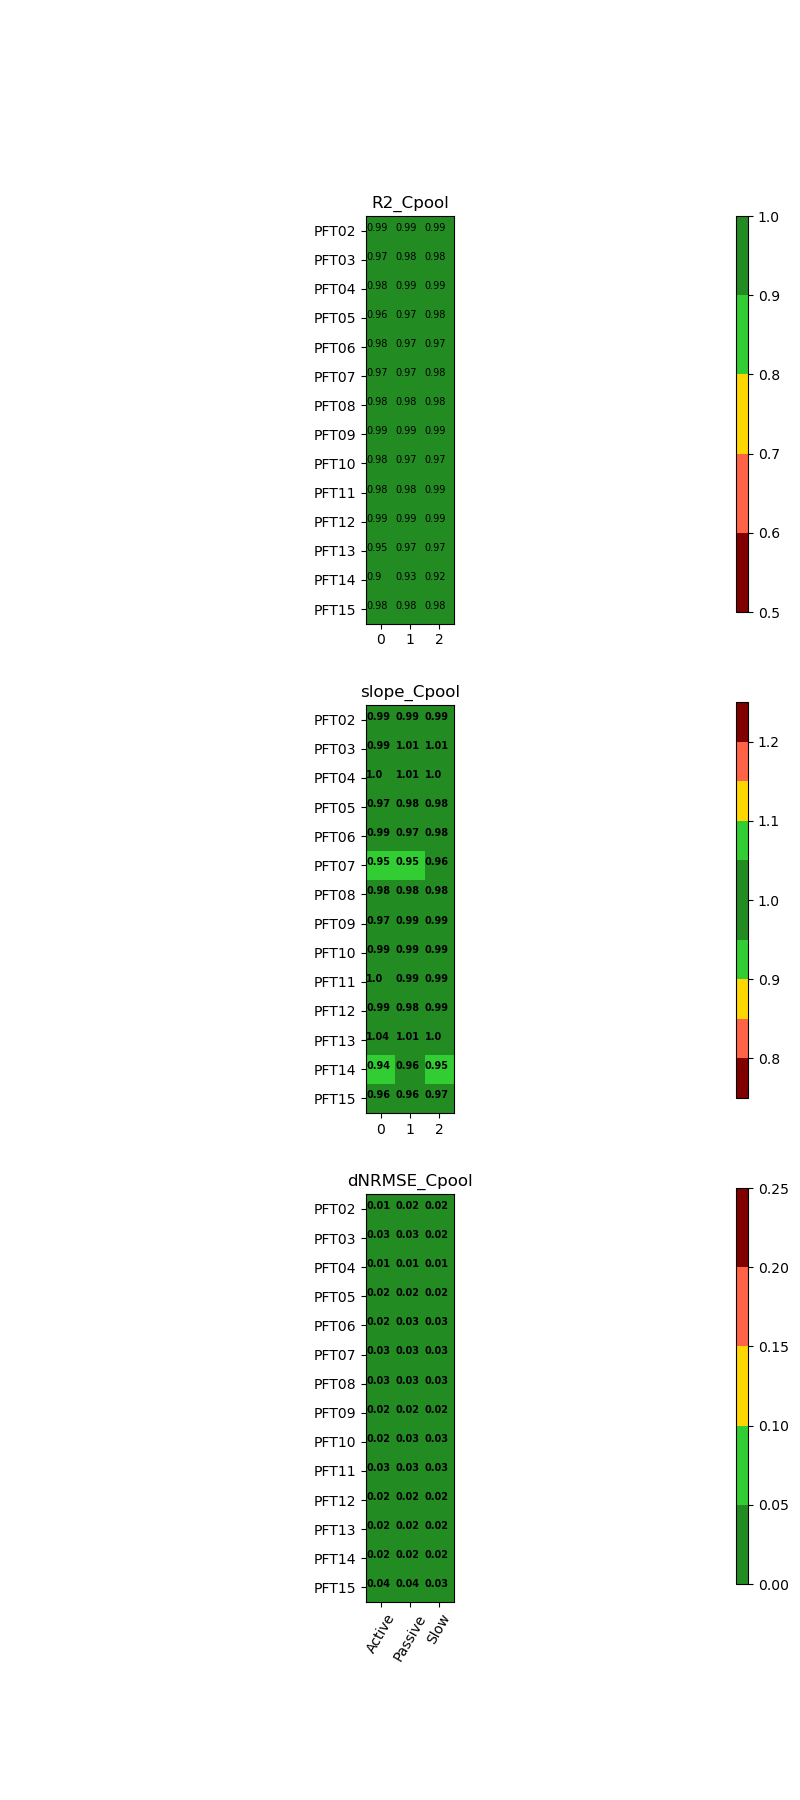 R2_Cpool
PFT02 0.99 0.99 0.99
PFT03 0.97 0.98 0.98
PFT04 0.98 0.99 0.99
PFT05 0.96 0.97 0.98
PFT06 0.98 0.97 0.97
PFT07 0.97 0.97 0.98
PFT08 0.98 0.98 0.98
PFT09 0.99 0.99 0.99
PFT10 0.98 0.97 0.97
PFT11 0.98 0.98 0.99
PFT12 0.99 0.99 0.99
PFT13 0.95 0.97 0.97
PFT14 0.9 0.93 0.92
PFT15 0.98 0.98 0.98
0 1 2
1.0
0.9
0.8
0.7
0.6
0.5
slope_Cpool
PFT02 0.99 0.99 0.99
PFT03 0.99 1.01 1.01
PFT04 1.0 1.01 1.0
PFT05 0.97 0.98 0.98
PFT06 0.99 0.97 0.98
PFT07 0.95 0.95 0.96
PFT08 0.98 0.98 0.98
PFT09 0.97 0.99 0.99
PFT10 0.99 0.99 0.99
PFT11 1.0 0.99 0.99
PFT12 0.99 0.98 0.99
PFT13 1.04 1.01 1.0
PFT14 0.94 0.96 0.95
PFT15 0.96 0.96 0.97
0 1 2
1.2
1.1
1.0
0.9
0.8
dNRMSE_Cpool
PFT02 0.01 0.02 0.02
PFT03 0.03 0.03 0.02
PFT04 0.01 0.01 0.01
PFT05 0.02 0.02 0.02
PFT06 0.02 0.03 0.03
PFT07 0.03 0.03 0.03
PFT08 0.03 0.03 0.03
PFT09 0.02 0.02 0.02
PFT10 0.02 0.03 0.03
PFT11 0.03 0.03 0.03
PFT12 0.02 0.02 0.02
PFT13 0.02 0.02 0.02
PFT14 0.02 0.02 0.02
PFT15 0.04 0.04 0.03
Active Passive Slow
0.25
0.20
0.15
0.10
0.05
0.00